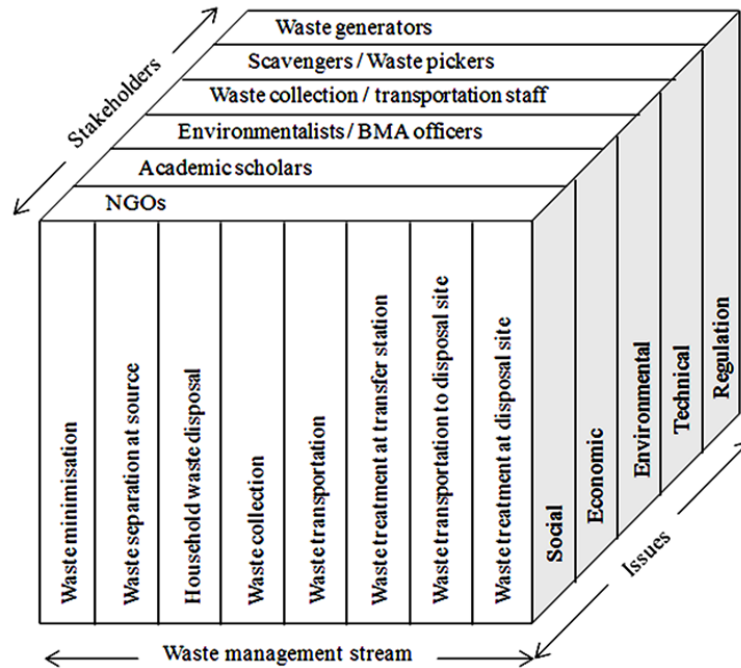 Stakeholders
Waste generators
Scavengers / Waste pickers
Waste collection / transportation staff
Environmentalists / BMA officers
Academic scholars
NGOs
Waste minimisation
Waste separation at source
Household waste disposal
Waste collection
Waste transportation
Waste treatment at transfer station
Waste transportation to disposal site
Waste treatment at disposal site
Social
Economic
Environmental
Technical
Regulation
Issues
Waste management stream